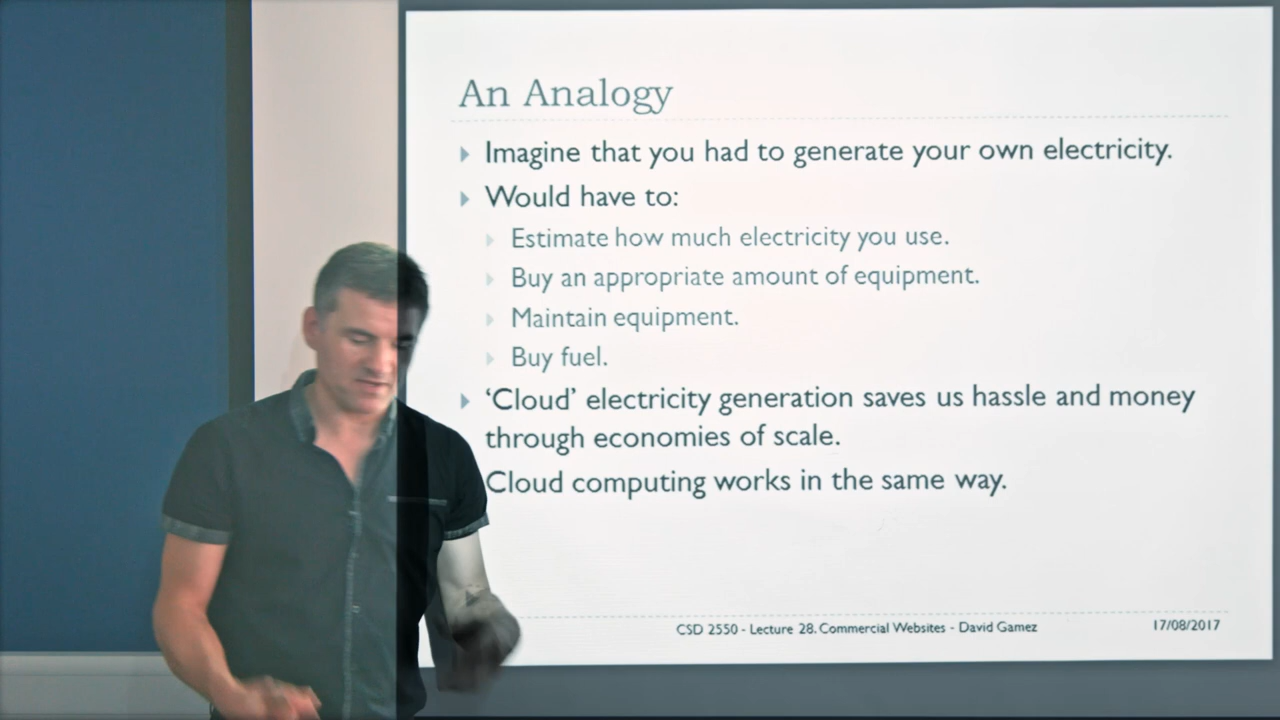 An Analogy
Imagine that you had to generate your own electricity.
Would have to:
Estimate how much electricity you use.
Buy an appropriate amount of equipment.
Maintain equipment.
Buy fuel.
‘Cloud’ electricity generation saves us hassle and money
through economies of scale.
Cloud computing works in the same way.
CSD 2550 - Lecture 28. Commercial Websites - David Gamez 17/08/2017